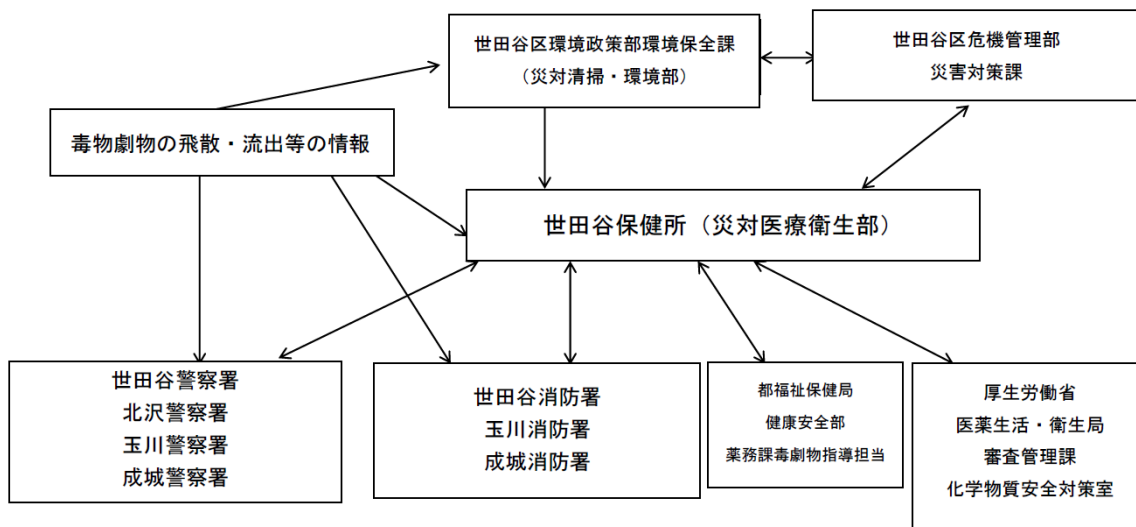 世田谷区環境政策部環境保全課
（災対清掃・環境部）
世田谷区危機管理部
災害対策課
毒物劇物の飛散・流出等の情報
世田谷保健所（災対医療衛生部）
世田谷警察署
北沢警察署
玉川警察署
成城警察署
世田谷消防署
玉川消防署
成城消防署
都福祉保健局
健康安全部
薬務課毒劇物指導担当
厚生労働省
医薬生活・衛生局
審査管理課
化学物質安全対策室